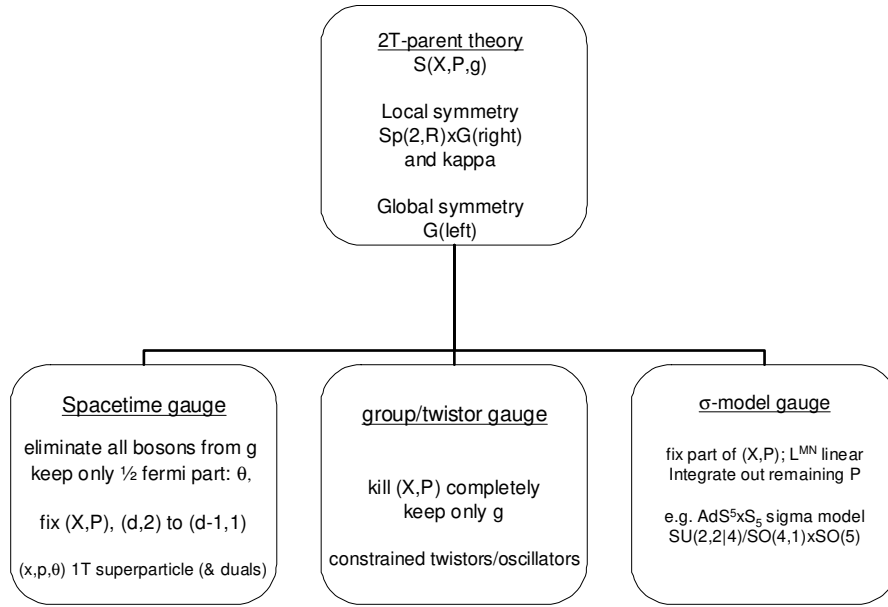 2T-parent theory
S(X,P,g)
Local symmetry
Sp(2,R)xG(right)
and kappa
Global symmetry
G(left)
Spacetime gauge
eliminate all bosons from g
keep only ½ fermi part: θ,
fix (X,P), (d,2) to (d-1,1)
(x,p,θ) 1T superparticle (& duals)
group/twistor gauge
kill (X,P) completely
keep only g
constrained twistors/oscillators
σ-model gauge
fix part of (X,P); Lᴹᴺ linear
Integrate out remaining P
e.g. AdS⁵xS₅ sigma model
SU(2,2|4)/SO(4,1)xSO(5)